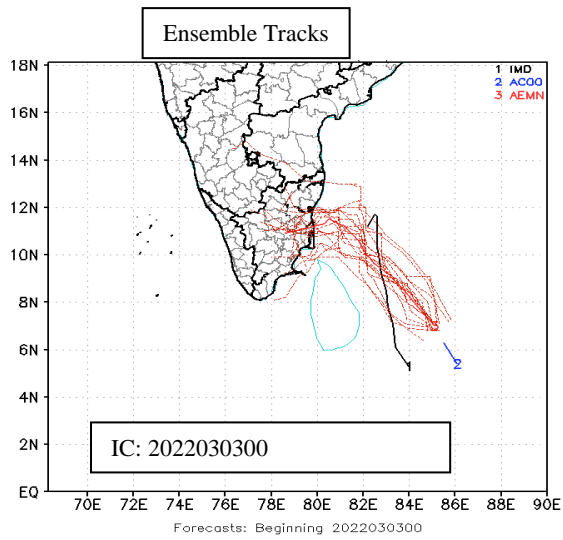 Ensemble Tracks
18N
1 IMD
2 AC00
3 AEMN
16N
14N
12N
10N
8N
6N
2
4N
2N
IC: 2022030300
EQ
70E 72E 74E 76E 78E 80E 82E 84E 86E 88E 90E
Forecasts: Beginning 2022030300